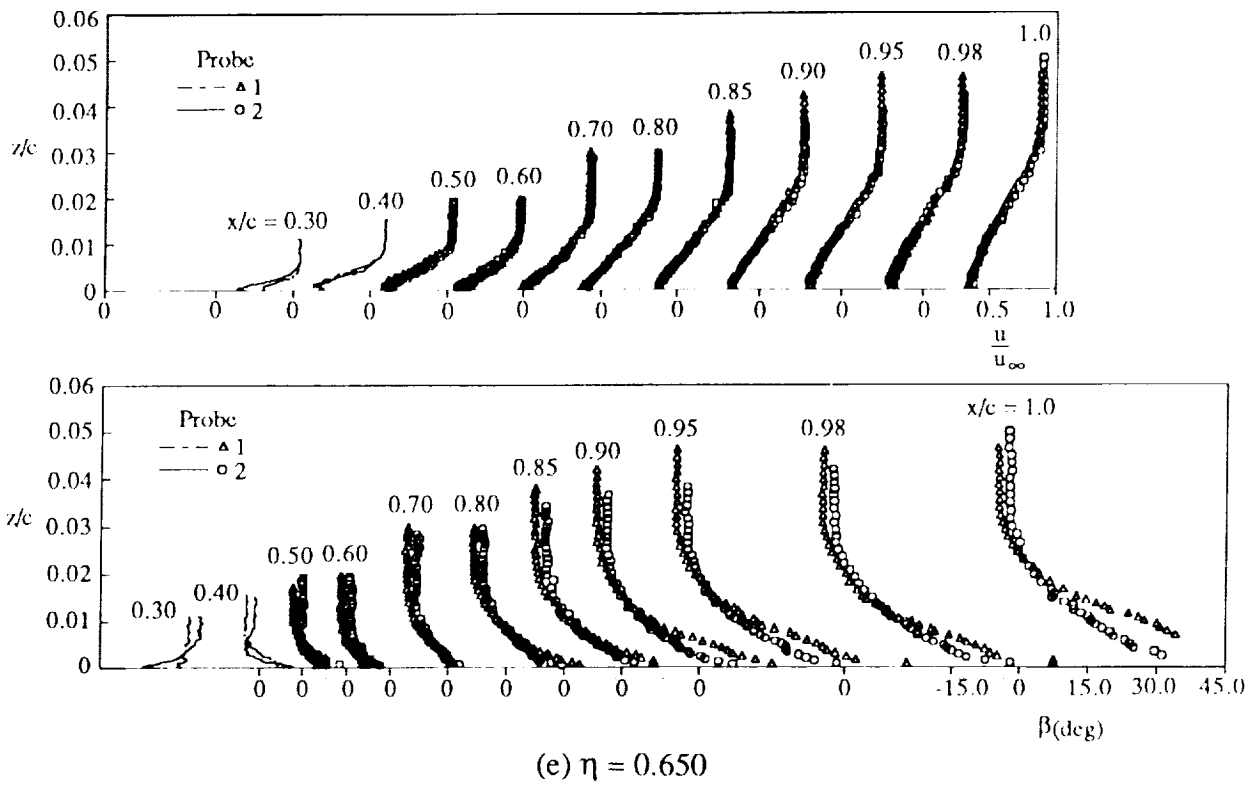 0.06
1.0
0.05
Probe
0.95 0.98
0.90
1
0.85
0.04
2
0.70 0.80
z/c 0.03
0.50 0.60
0.02
0.40
x/c = 0.30
0.01
0
0 0 0 0 0 0 0 0 0 0 0 0.5 1.0
u
u∞
0.06
Probe
x/c = 1.0
0.05
1
0.95 0.98
2
0.90
0.04
0.85
0.70 0.80
z/c 0.03
0.50 0.60
0.02
0.30 0.40
0.01
0
0 0 0 0 0 0 0 0 0 -15.0 0 15.0 30.0 45.0
β(deg)
(e) η = 0.650